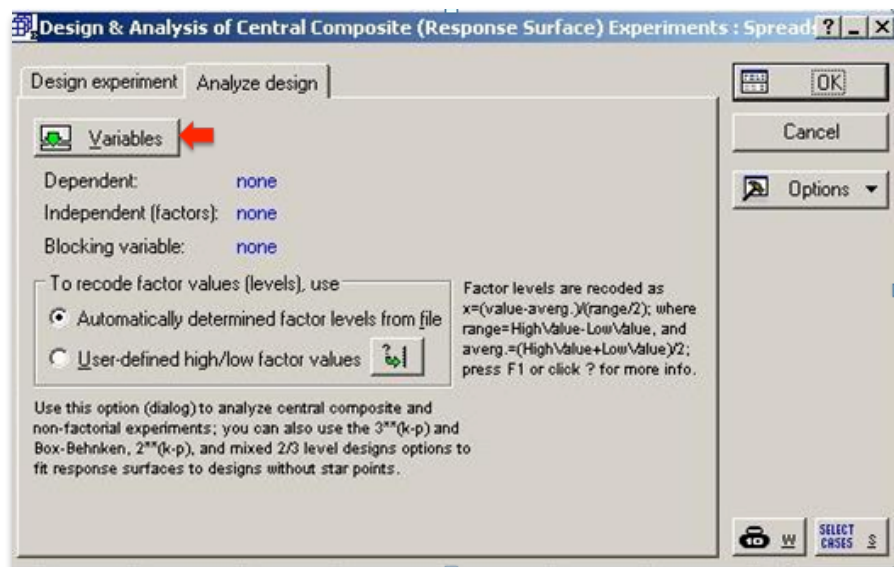 Design & Analysis of Central Composite (Response Surface) Experiments : Spread
Design experiment
Analyze design
OK
Variables
Cancel
Dependent: none
Options
Independent (factors): none
Blocking variable: none
To recode factor values (levels), use
Automatically determined factor levels from file
User-defined high/low factor values
Factor levels are recoded as
x=(value-averg.)/(range/2); where
range=HighValue-LowValue, and
averg.=(HighValue+LowValue)/2;
press F1 or click ? for more info.
Use this option (dialog) to analyze central composite and
non-factorial experiments; you can also use the 3**(k-p) and
Box-Behnken, 2**(k-p), and mixed 2/3 level designs options to
fit response surfaces to designs without star points.
W
SELECT
CASES
S